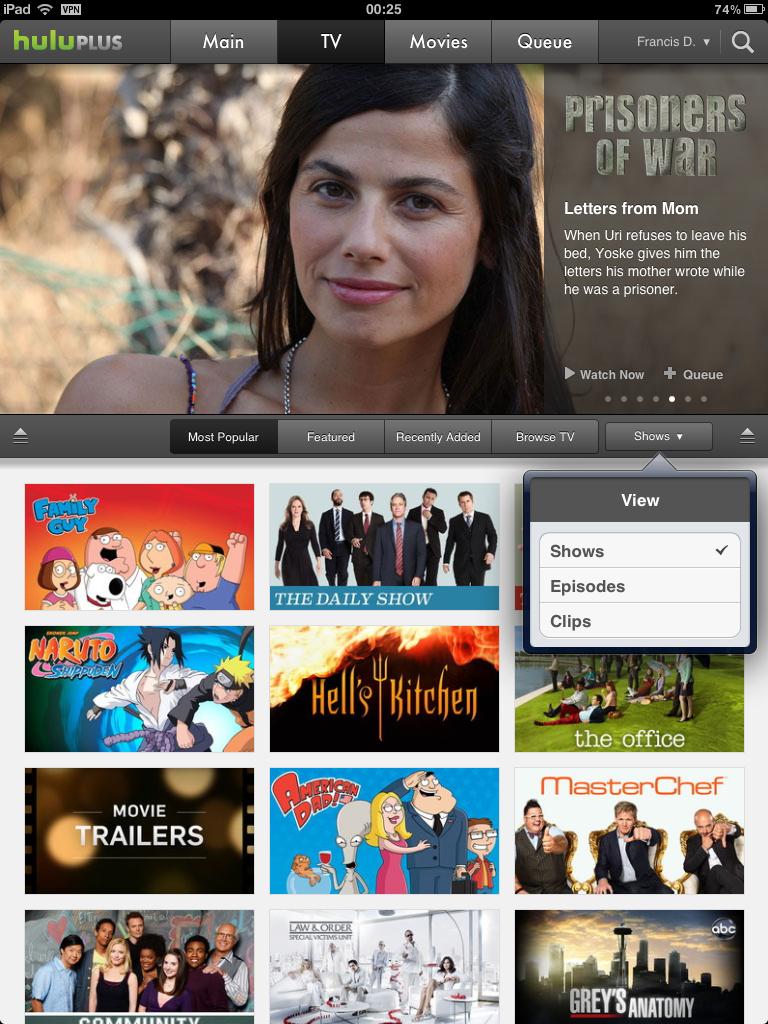 iPad VPN 00:25 74%
huluPLUS Main TV Movies Queue Francis D. ▾
PRISONERS
OF WAR
Letters from Mom
When Uri refuses to leave his
bed, Yoske gives him the
letters his mother wrote while
he was a prisoner.
Watch Now Queue
Most Popular Featured Recently Added Browse TV Shows ▾
View
Shows ✓
Episodes
Clips
FAMILY
GUY
THE DAILY SHOW
SHONEN JUMP
NARUTO
SHIPPUDEN
Hell's Kitchen
the office
MOVIE
TRAILERS
AMERICAN
DAD!
MasterChef
COMMUNITY
LAW & ORDER
SPECIAL VICTIMS UNIT
abc
GREY'S ANATOMY